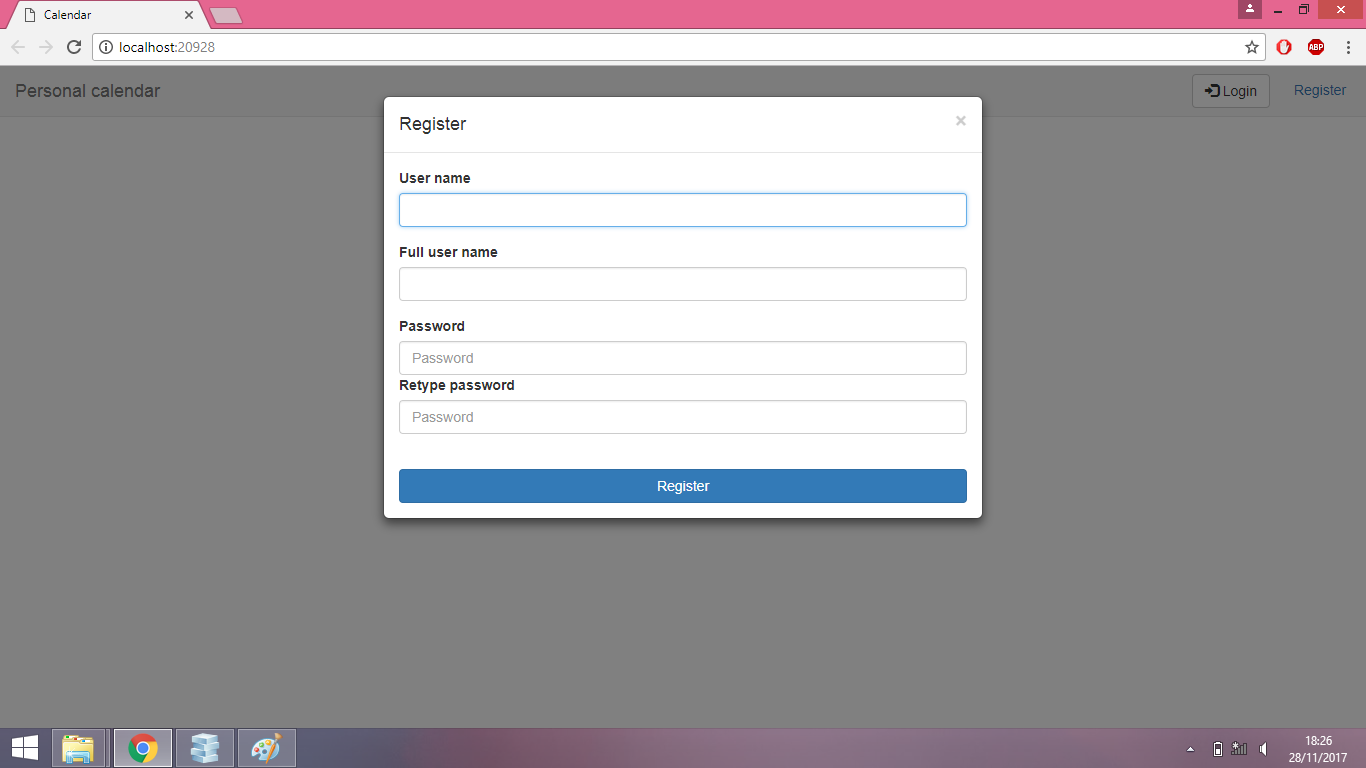 Calendar
localhost:20928
ABP
Personal calendar
Login
Register
Register
×
User name
Full user name
Password
Password
Retype password
Password
Register
18:26
28/11/2017